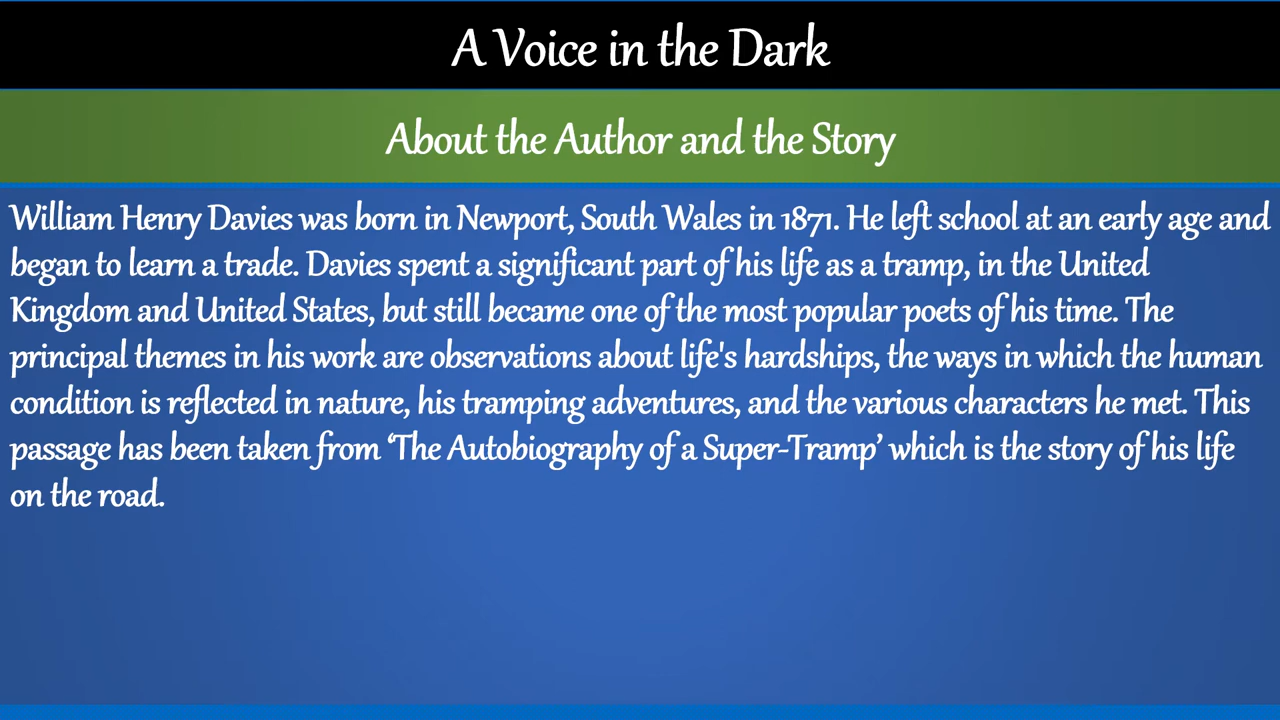 A Voice in the Dark
About the Author and the Story
William Henry Davies was born in Newport, South Wales in 1871. He left school at an early age and
began to learn a trade. Davies spent a significant part of his life as a tramp, in the United
Kingdom and United States, but still became one of the most popular poets of his time. The
principal themes in his work are observations about life's hardships, the ways in which the human
condition is reflected in nature, his tramping adventures, and the various characters he met. This
passage has been taken from ‘The Autobiography of a Super-Tramp’ which is the story of his life
on the road.